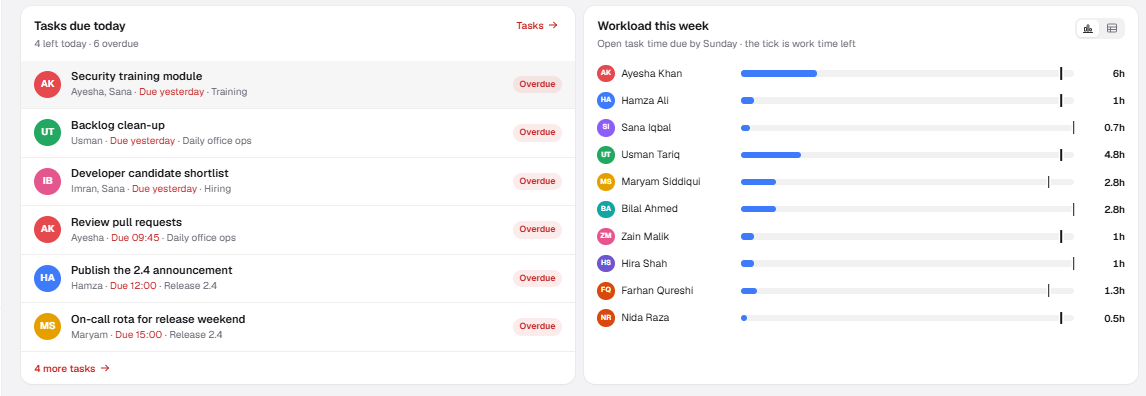 Tasks due today
Tasks →
4 left today · 6 overdue
AK
Security training module
Ayesha, Sana · Due yesterday · Training
Overdue
UT
Backlog clean-up
Usman · Due yesterday · Daily office ops
Overdue
IB
Developer candidate shortlist
Imran, Sana · Due yesterday · Hiring
Overdue
AK
Review pull requests
Ayesha · Due 09:45 · Daily office ops
Overdue
HA
Publish the 2.4 announcement
Hamza · Due 12:00 · Release 2.4
Overdue
MS
On-call rota for release weekend
Maryam · Due 15:00 · Release 2.4
Overdue
4 more tasks →
Workload this week
Open task time due by Sunday · the tick is work time left
AK Ayesha Khan 6h
HA Hamza Ali 1h
SI Sana Iqbal 0.7h
UT Usman Tariq 4.8h
MS Maryam Siddiqui 2.8h
BA Bilal Ahmed 2.8h
ZM Zain Malik 1h
HS Hira Shah 1h
FQ Farhan Qureshi 1.3h
NR Nida Raza 0.5h